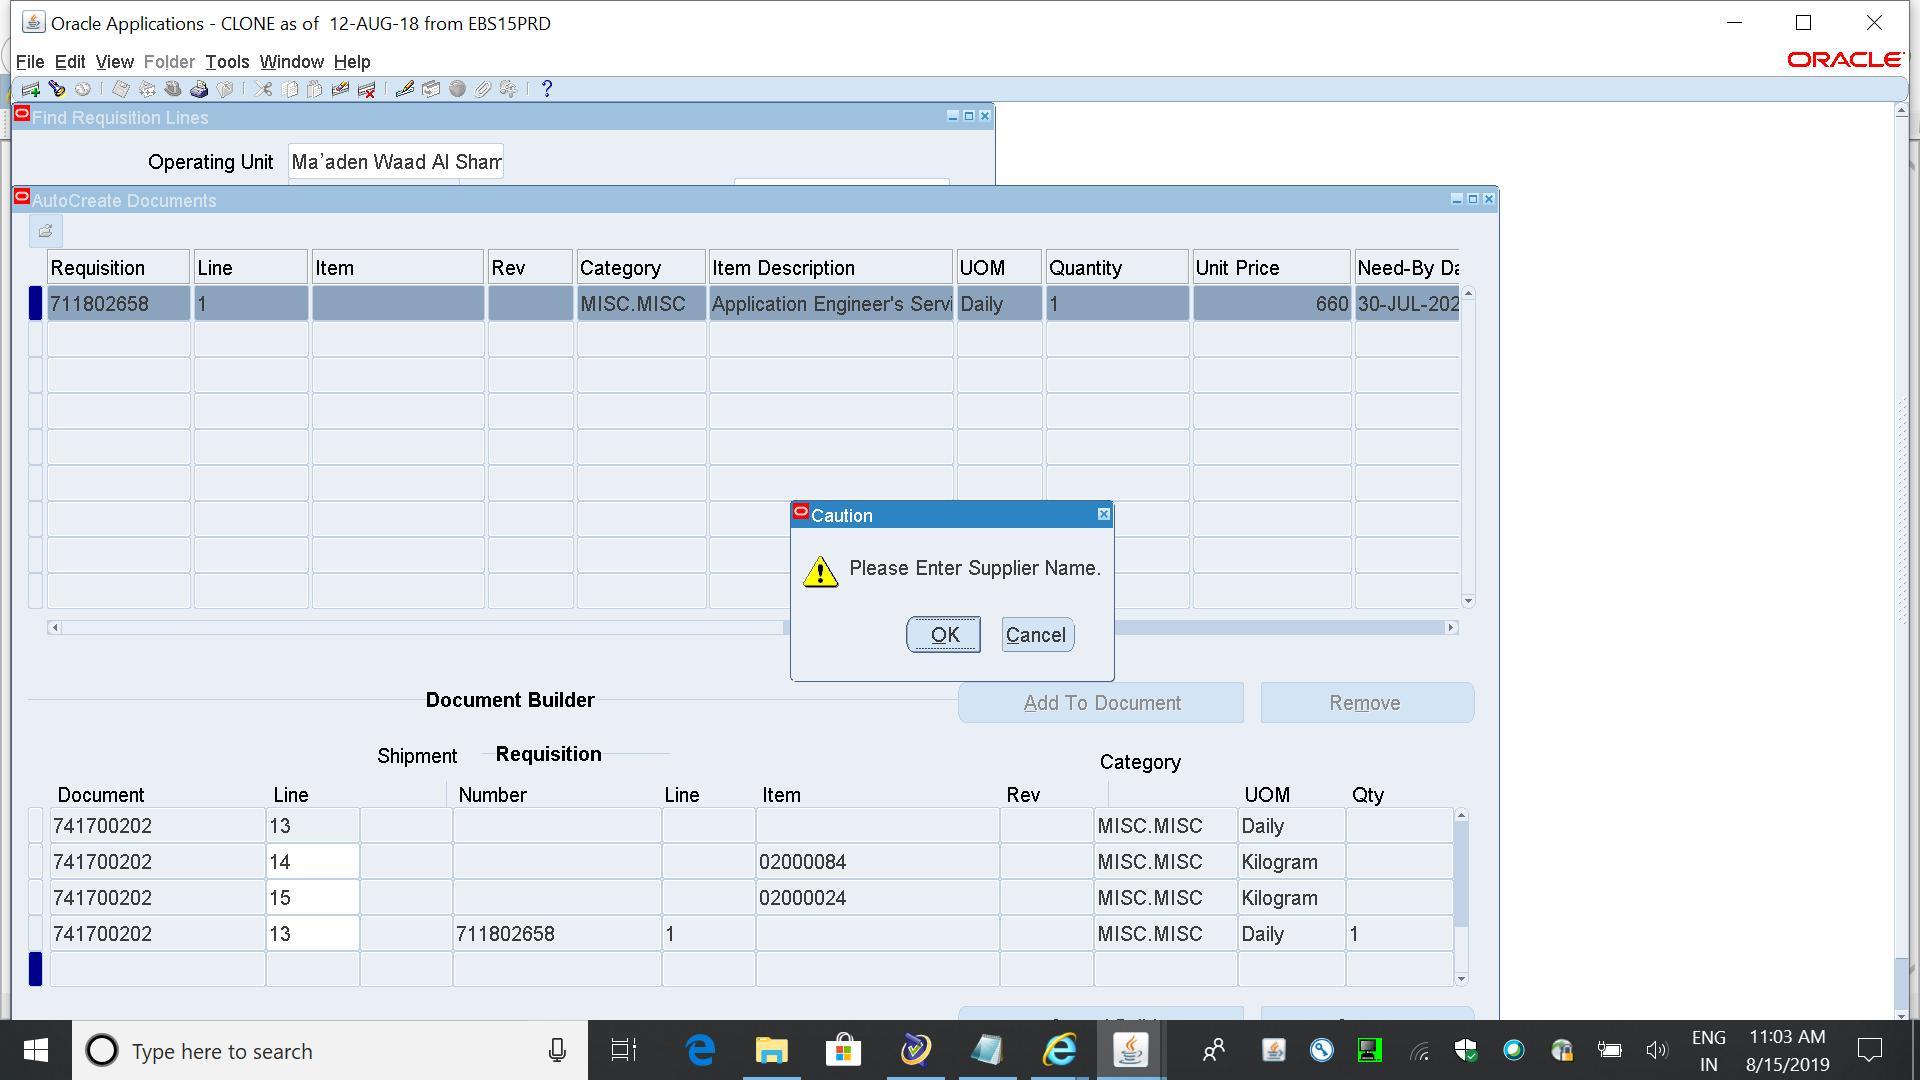 Oracle Applications - CLONE as of 12-AUG-18 from EBS15PRD
File Edit View Folder Tools Window Help
ORACLE
Find Requisition Lines
Operating Unit Ma'aden Waad Al Sham
AutoCreate Documents
Requisition Line Item Rev Category Item Description UOM Quantity Unit Price Need-By Da
711802658 1 MISC.MISC Application Engineer's Servi Daily 1 660 30-JUL-202
Caution
Please Enter Supplier Name.
OK Cancel
Document Builder Add To Document Remove
Shipment Requisition Category
Document Line Number Line Item Rev UOM Qty
741700202 13 MISC.MISC Daily
741700202 14 02000084 MISC.MISC Kilogram
741700202 15 02000024 MISC.MISC Kilogram
741700202 13 711802658 1 MISC.MISC Daily 1
Type here to search
ENG 11:03 AM
IN 8/15/2019